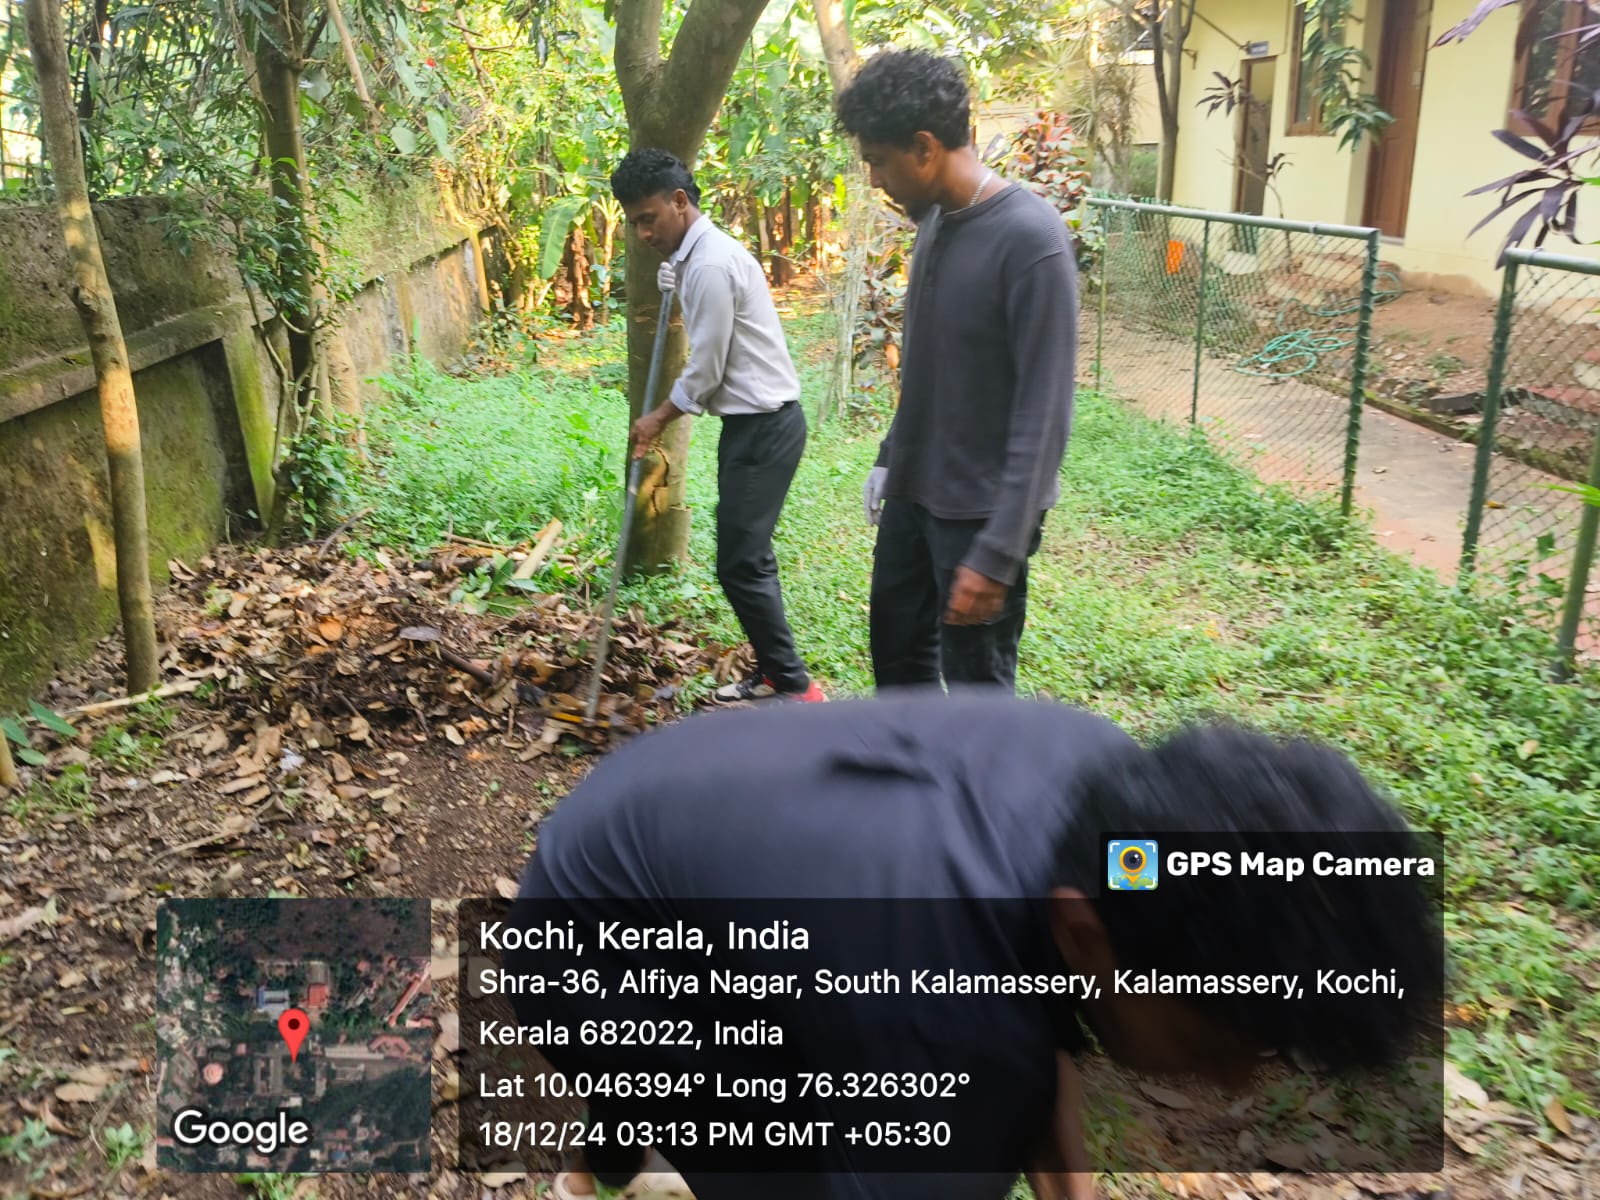 GPS Map Camera
Kochi, Kerala, India
Shra-36, Alfiya Nagar, South Kalamassery, Kalamassery, Kochi,
Kerala 682022, India
Lat 10.046394° Long 76.326302°
18/12/24 03:13 PM GMT +05:30
Google